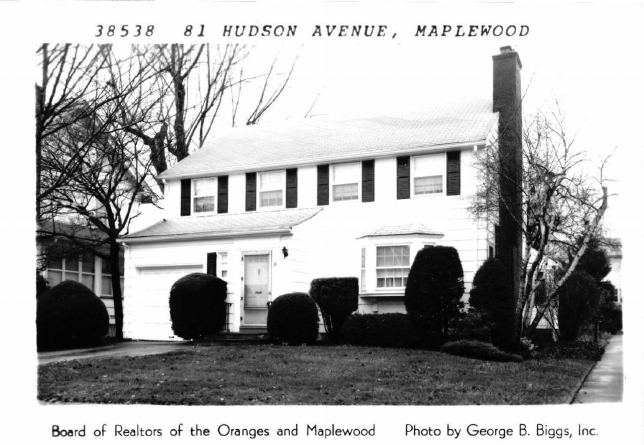 38538 81 HUDSON AVENUE, MAPLEWOOD
Board of Realtors of the Oranges and Maplewood Photo by George B. Biggs, Inc.